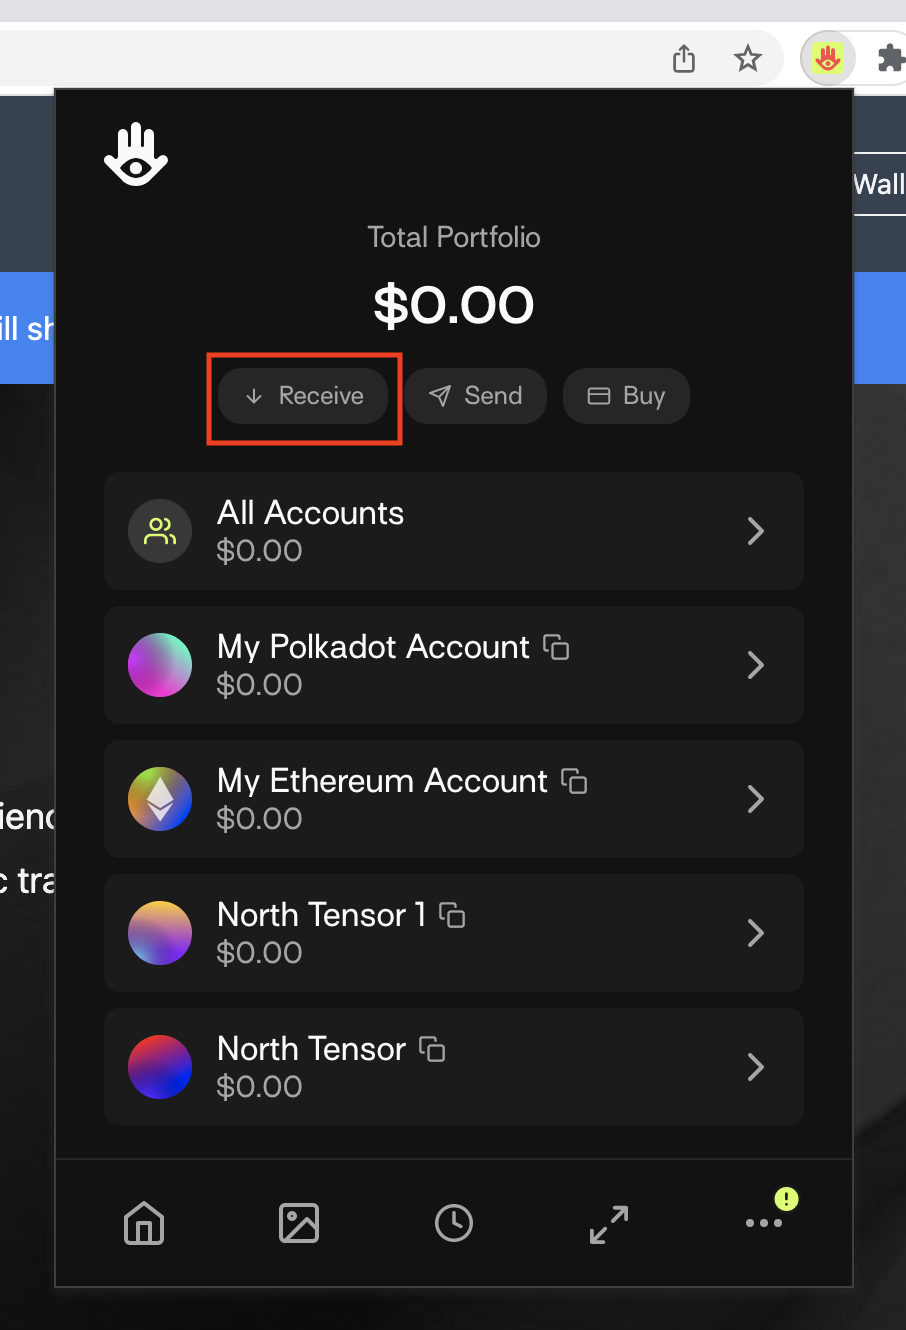 Wall
ill sh
Total Portfolio
$0.00
Receive
Send
Buy
All Accounts
$0.00
My Polkadot Account
$0.00
My Ethereum Account
$0.00
ienc
c tra
North Tensor 1
$0.00
North Tensor
$0.00